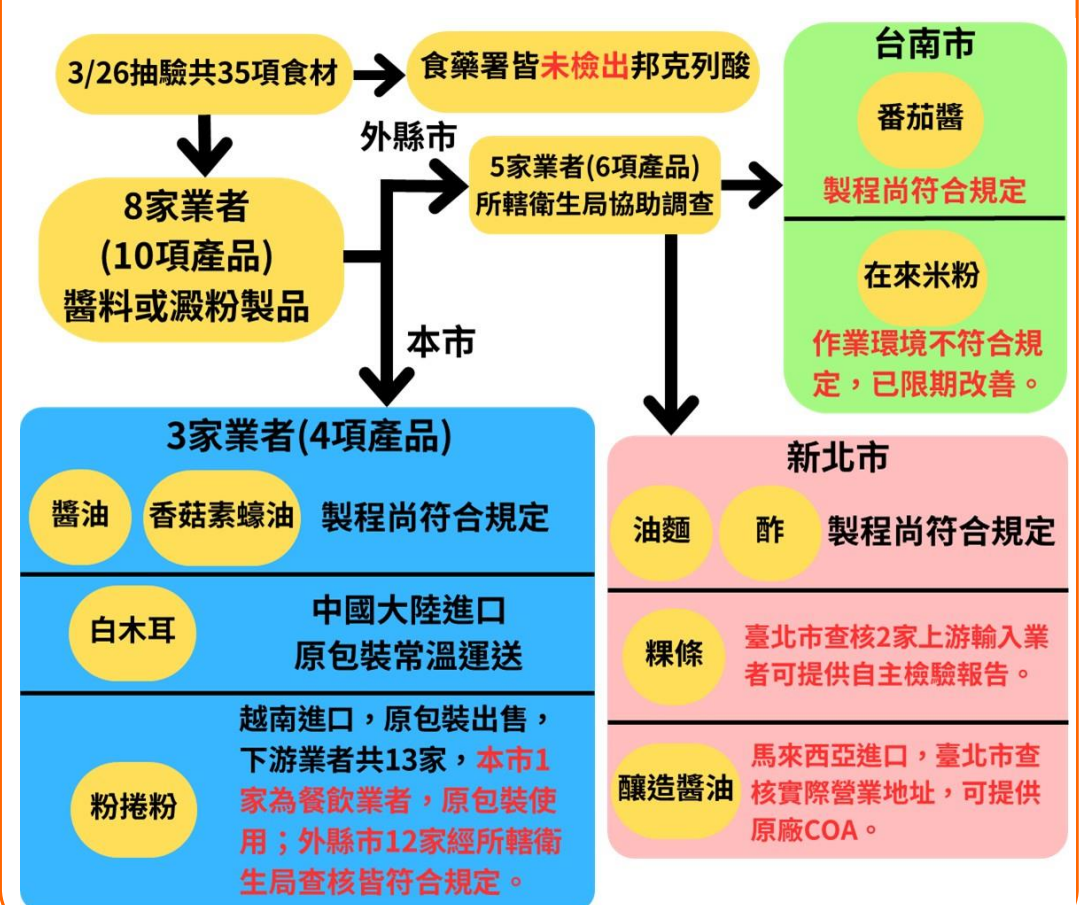 3/26抽驗共35項食材
食藥署皆未檢出邦克列酸
8家業者
(10項產品)
醬料或澱粉製品
外縣市
5家業者(6項產品)
所轄衛生局協助調查
本市
台南市
番茄醬
製程尚符合規定
在來米粉
作業環境不符合規
定，已限期改善。
3家業者(4項產品)
醬油
香菇素蠔油
製程尚符合規定
白木耳
中國大陸進口
原包裝常溫運送
粉捲粉
越南進口，原包裝出售，
下游業者共13家，本市1
家為餐飲業者，原包裝使
用；外縣市12家經所轄衛
生局查核皆符合規定。
新北市
油麵
酢
製程尚符合規定
粿條
臺北市查核2家上游輸入業
者可提供自主檢驗報告。
釀造醬油
馬來西亞進口，臺北市查
核實際營業地址，可提供
原廠COA。